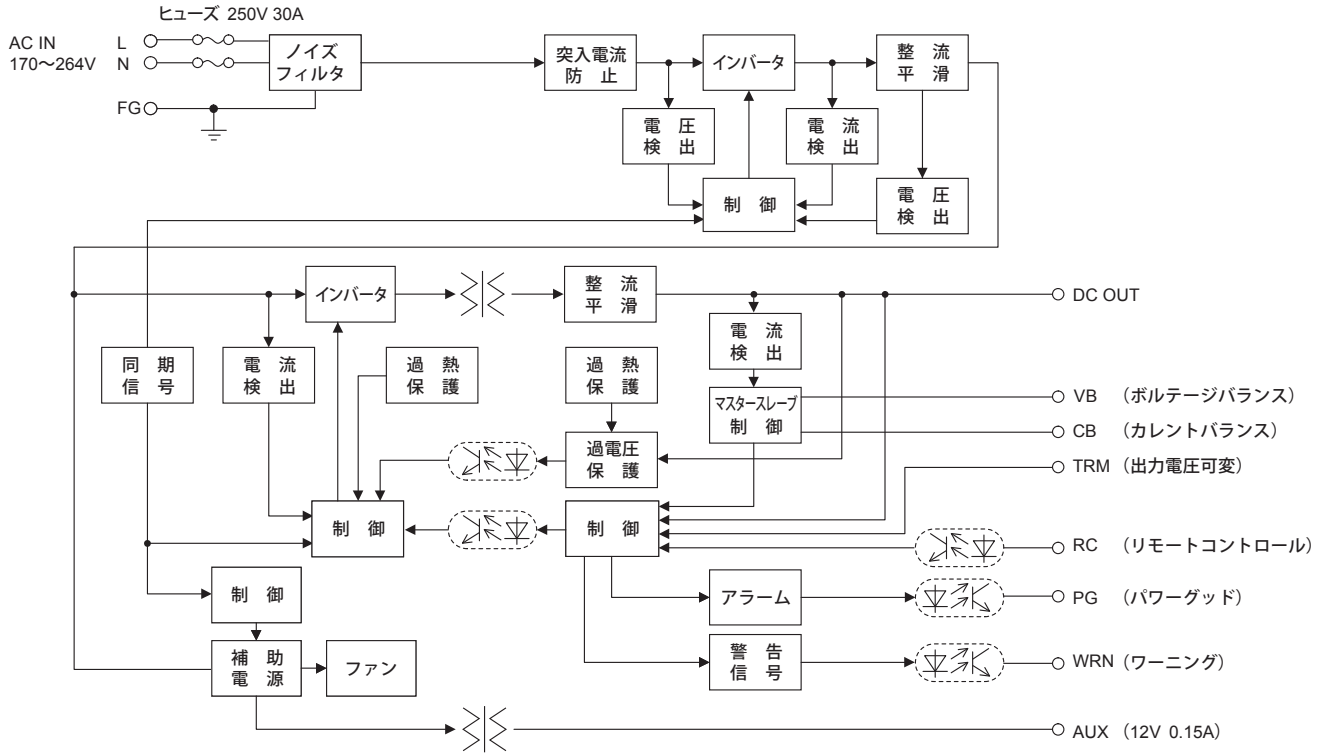 ヒューズ 250V 30A
AC IN
170～264V
L
N
FG
ノイズ
フィルタ
突入電流
防 止
インバータ
整 流
平 滑
電 圧
検 出
電 流
検 出
制 御
電 圧
検 出
インバータ
整 流
平 滑
DC OUT
電 流
検 出
同 期
信 号
電 流
検 出
過 熱
保 護
過 熱
保 護
マスタースレーブ
制 御
VB （ボルテージバランス）
CB （カレントバランス）
過電圧
保 護
TRM （出力電圧可変）
制 御
制 御
RC （リモートコントロール）
制 御
アラーム
PG （パワーグッド）
補 助
電 源
ファン
警 告
信 号
WRN （ワーニング）
AUX （12V 0.15A）